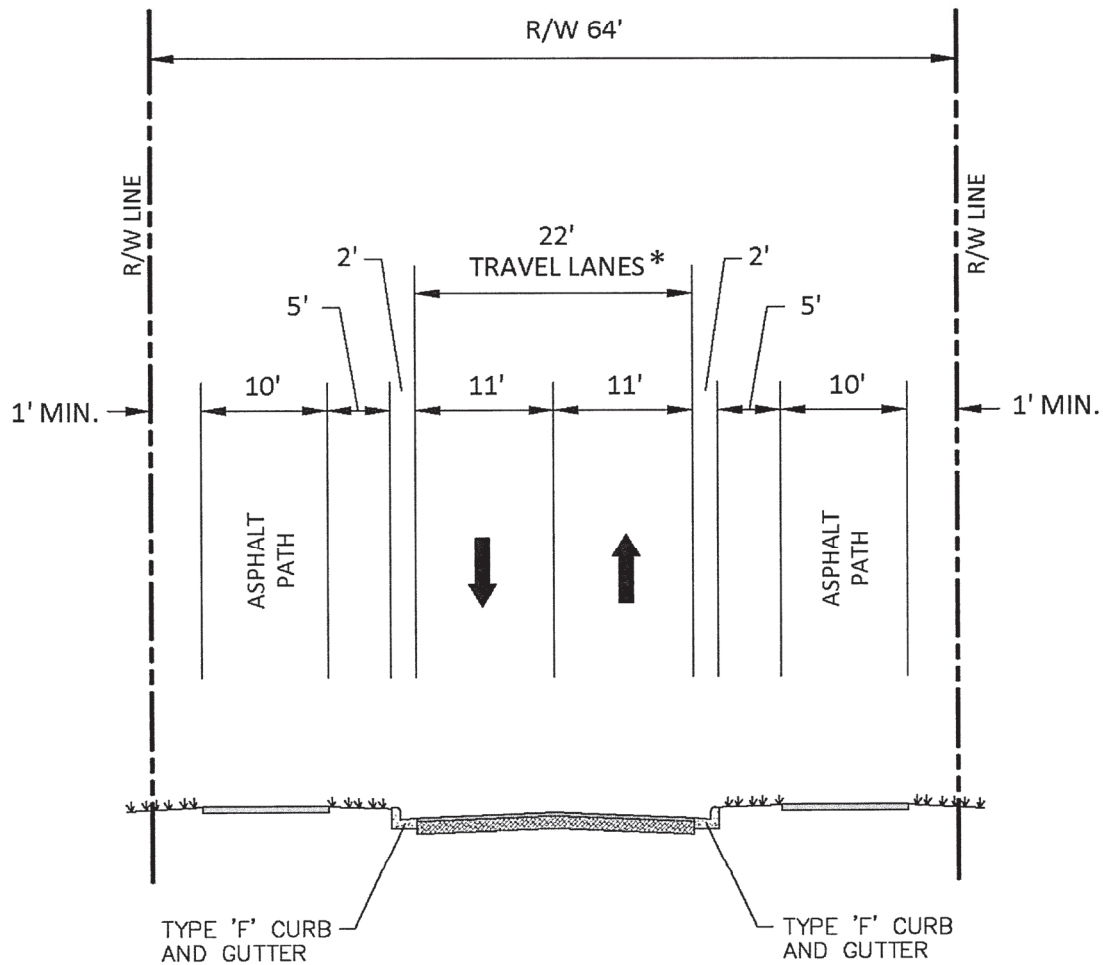 R/W 64'
R/W LINE
R/W LINE
22'
TRAVEL LANES*
2'
2'
5'
5'
10'
11'
11'
10'
1' MIN.
1' MIN.
ASPHALT
PATH
ASPHALT
PATH
TYPE 'F' CURB
AND GUTTER
TYPE 'F' CURB
AND GUTTER